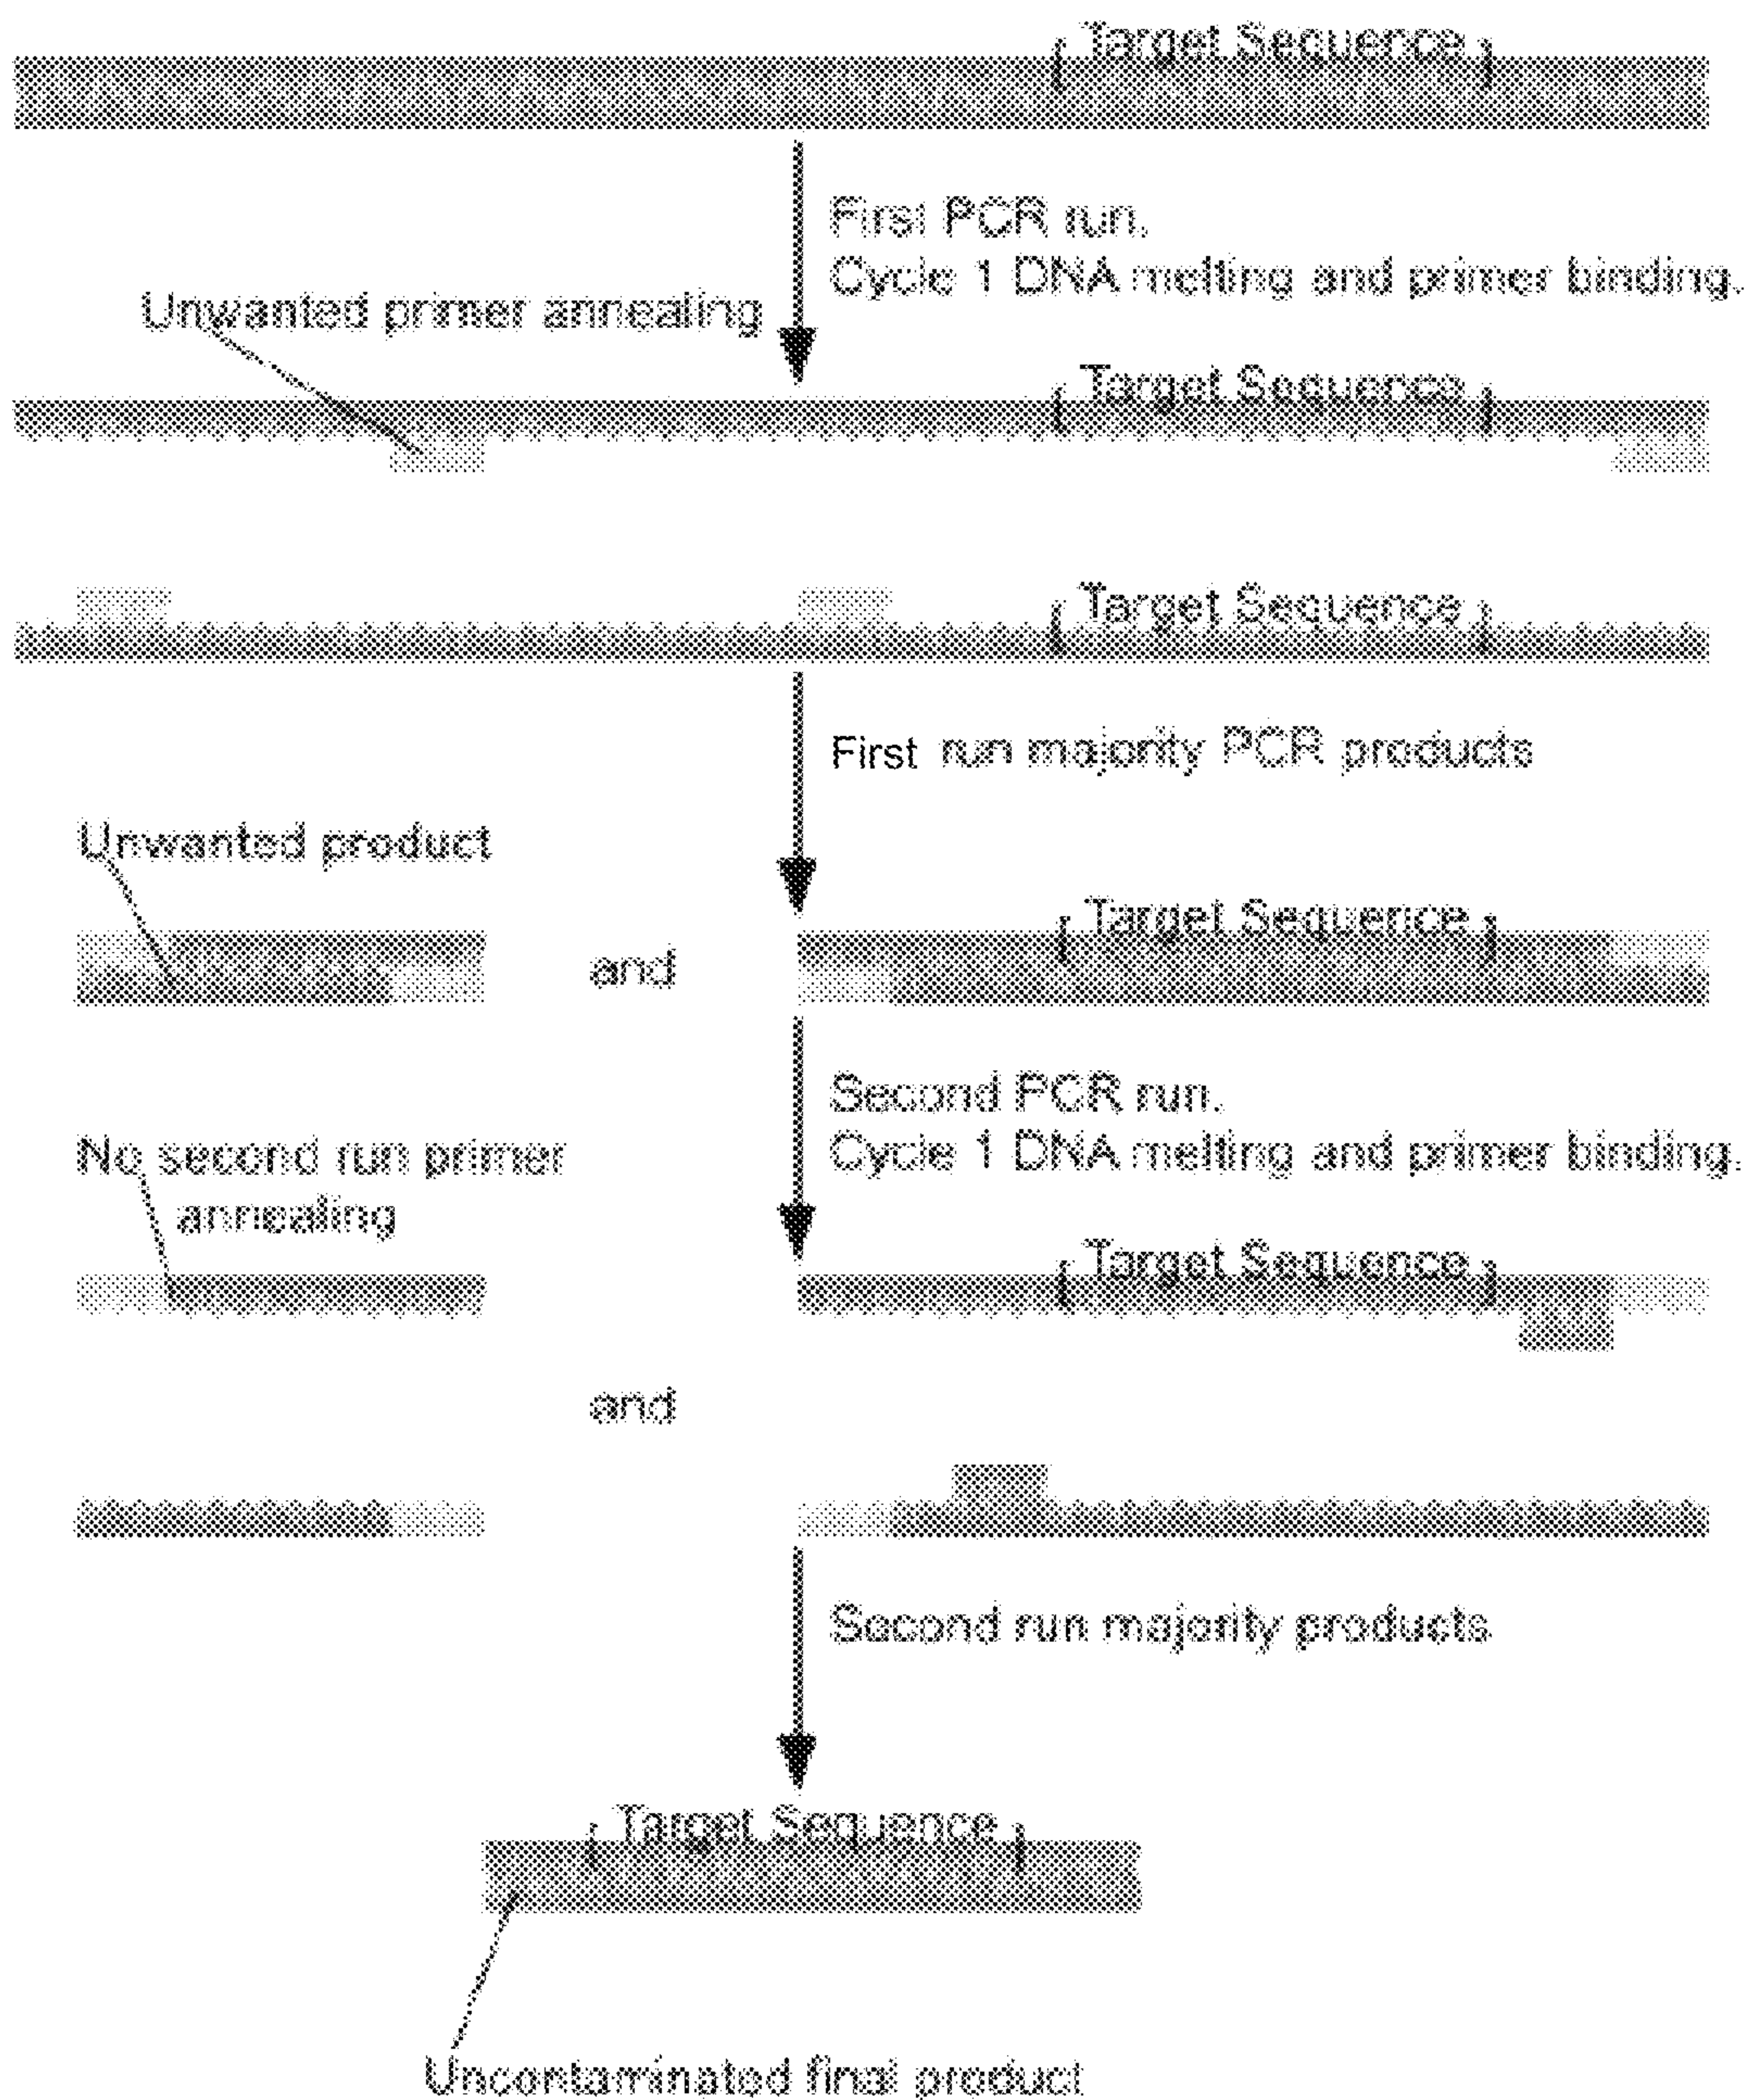 Target Sequence
First PCR run.
Cycle 1 DNA melting and primer binding.
Unwanted primer annealing
Target Sequence
Target Sequence
First run majority PCR products
Unwanted product
Target Sequence
and
Second PCR run.
Cycle 1 DNA melting and primer binding.
No second run primer
annealing
Target Sequence
and
Second run majority products
Target Sequence
Uncontaminated final product